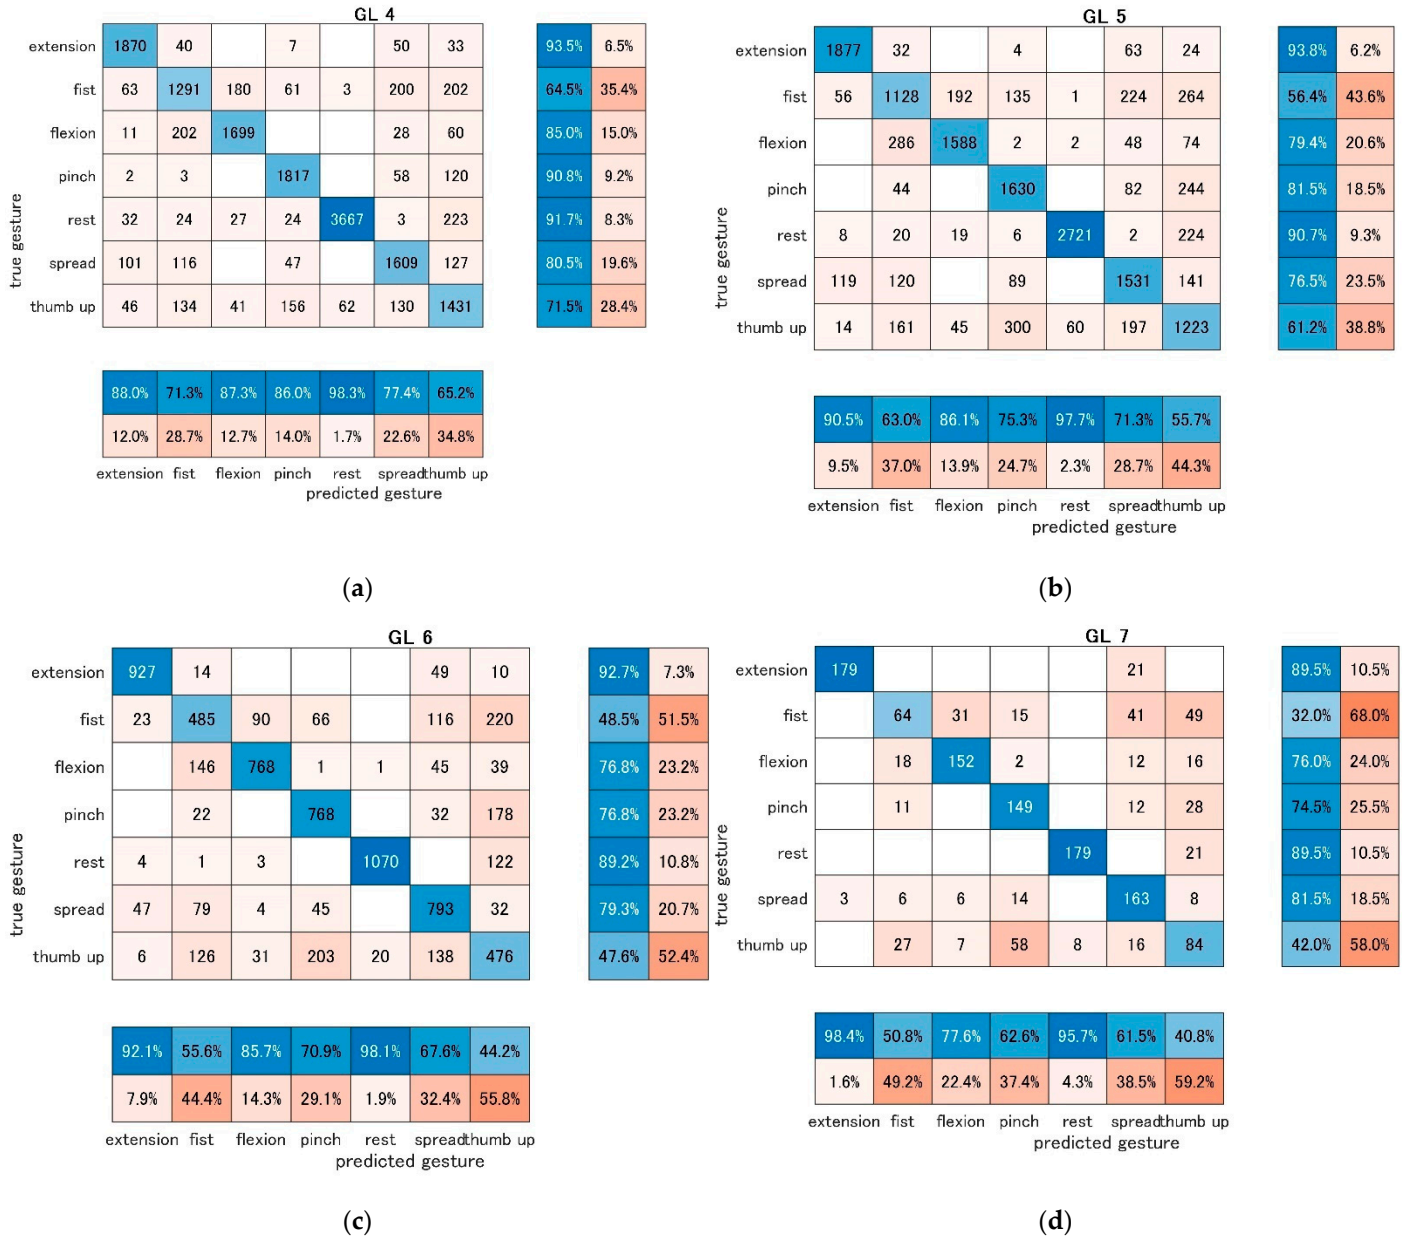 GL 4
extension 1870 40 7 50 33 93.5% 6.5%
fist 63 1291 180 61 3 200 202 64.5% 35.4%
flexion 11 202 1699 28 60 85.0% 15.0%
pinch 2 3 1817 58 120 90.8% 9.2%
rest 32 24 27 24 3667 3 223 91.7% 8.3%
spread 101 116 47 1609 127 80.5% 19.6%
thumb up 46 134 41 156 62 130 1431 71.5% 28.4%
true gesture
88.0% 71.3% 87.3% 86.0% 98.3% 77.4% 65.2%
12.0% 28.7% 12.7% 14.0% 1.7% 22.6% 34.8%
extension fist flexion pinch rest spread thumb up
predicted gesture
(a)
GL 5
extension 1877 32 4 63 24 93.8% 6.2%
fist 56 1128 192 135 1 224 264 56.4% 43.6%
flexion 286 1588 2 2 48 74 79.4% 20.6%
pinch 44 1630 82 244 81.5% 18.5%
rest 8 20 19 6 2721 2 224 90.7% 9.3%
spread 119 120 89 1531 141 76.5% 23.5%
thumb up 14 161 45 300 60 197 1223 61.2% 38.8%
true gesture
90.5% 63.0% 86.1% 75.3% 97.7% 71.3% 55.7%
9.5% 37.0% 13.9% 24.7% 2.3% 28.7% 44.3%
extension fist flexion pinch rest spread thumb up
predicted gesture
(b)
GL 6
extension 927 14 49 10 92.7% 7.3%
fist 23 485 90 66 116 220 48.5% 51.5%
flexion 146 768 1 1 45 39 76.8% 23.2%
pinch 22 768 32 178 76.8% 23.2%
rest 4 1 3 1070 122 89.2% 10.8%
spread 47 79 4 45 793 32 79.3% 20.7%
thumb up 6 126 31 203 20 138 476 47.6% 52.4%
true gesture
92.1% 55.6% 85.7% 70.9% 98.1% 67.6% 44.2%
7.9% 44.4% 14.3% 29.1% 1.9% 32.4% 55.8%
extension fist flexion pinch rest spread thumb up
predicted gesture
(c)
GL 7
extension 179 21 89.5% 10.5%
fist 64 31 15 41 49 32.0% 68.0%
flexion 18 152 2 12 16 76.0% 24.0%
pinch 11 149 12 28 74.5% 25.5%
rest 179 21 89.5% 10.5%
spread 3 6 6 14 163 8 81.5% 18.5%
thumb up 27 7 58 8 16 84 42.0% 58.0%
true gesture
98.4% 50.8% 77.6% 62.6% 95.7% 61.5% 40.8%
1.6% 49.2% 22.4% 37.4% 4.3% 38.5% 59.2%
extension fist flexion pinch rest spread thumb up
predicted gesture
(d)